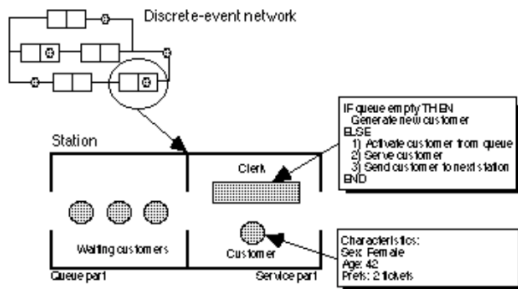 Discrete-event network
IF queue empty THEN
Generate new customer
ELSE
1) Activate customer from queue
2) Serve customer
3) Send customer to next station
END
Station
Clerk
Waiting customers
Customer
Queue part
Service part
Characteristics:
Sex: Female
Age: 42
Prefs: 2 tickets